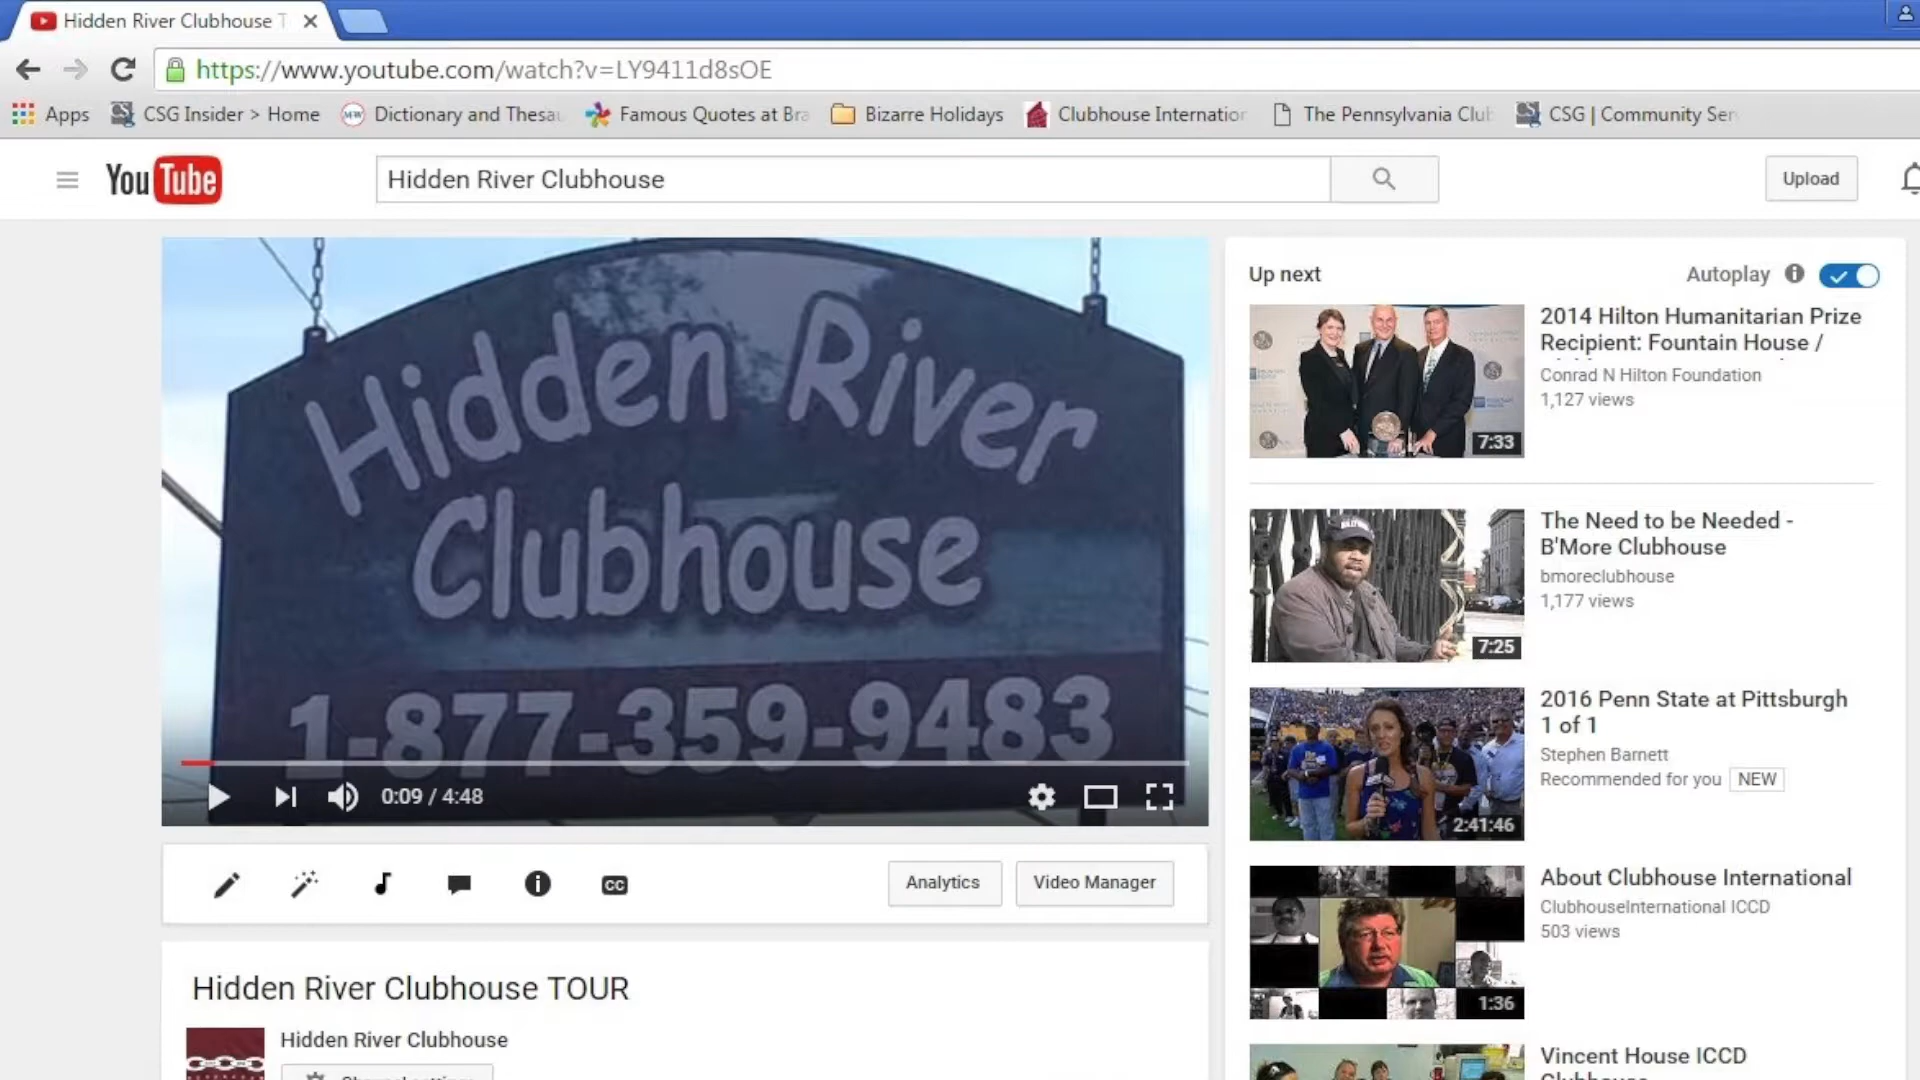 Hidden River Clubhouse T
https://www.youtube.com/watch?v=LY9411d8sOE
Apps CSG Insider > Home Dictionary and Thesau Famous Quotes at Bra Bizarre Holidays Clubhouse Internation The Pennsylvania Club CSG | Community Ser
YouTube Hidden River Clubhouse Upload
Hidden River
Clubhouse
1-877-359-9483
0:09 / 4:48
CC Analytics Video Manager
Hidden River Clubhouse TOUR
Hidden River Clubhouse
Up next Autoplay
2014 Hilton Humanitarian Prize
Recipient: Fountain House /
Conrad N Hilton Foundation
1,127 views
7:33
The Need to be Needed -
B'More Clubhouse
bmoreclubhouse
1,177 views
7:25
2016 Penn State at Pittsburgh
1 of 1
Stephen Barnett
Recommended for you NEW
2:41:46
About Clubhouse International
ClubhouseInternational ICCD
503 views
1:36
Vincent House ICCD